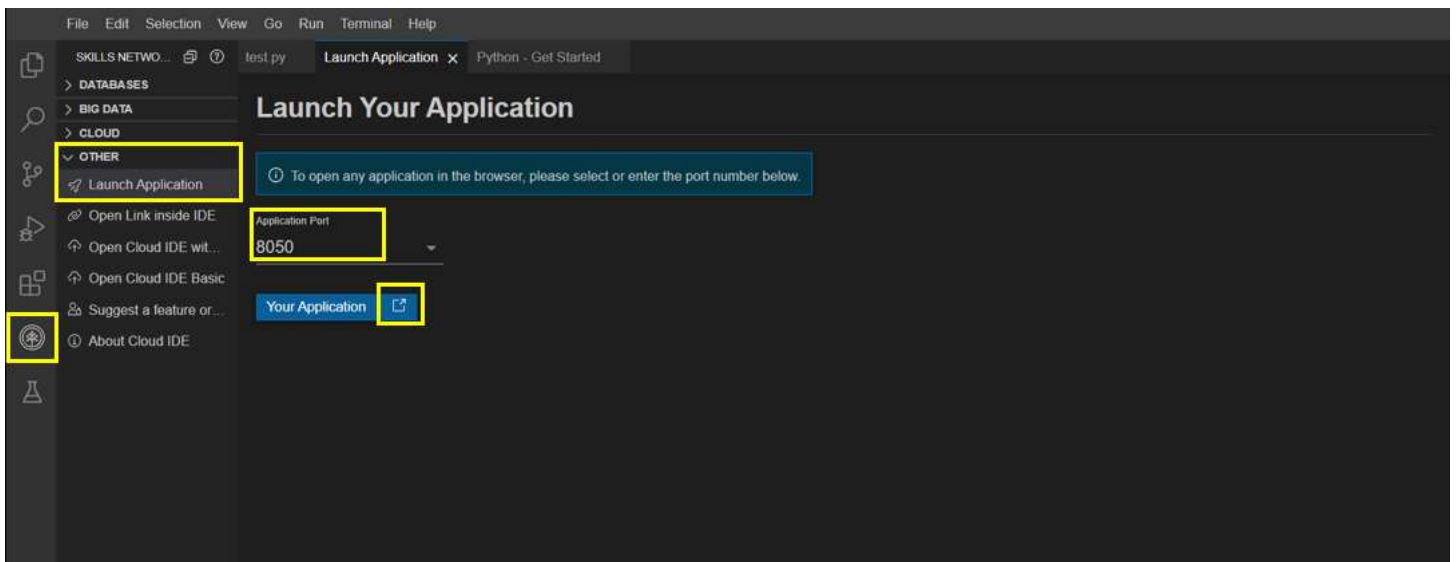 File Edit Selection View Go Run Terminal Help
SKILLS NETWO...
test.py
Launch Application
Python - Get Started
DATABASES
BIG DATA
CLOUD
OTHER
Launch Application
Open Link inside IDE
Open Cloud IDE wit...
Open Cloud IDE Basic
Suggest a feature or...
About Cloud IDE
Launch Your Application
To open any application in the browser, please select or enter the port number below.
Application Port
8050
Your Application